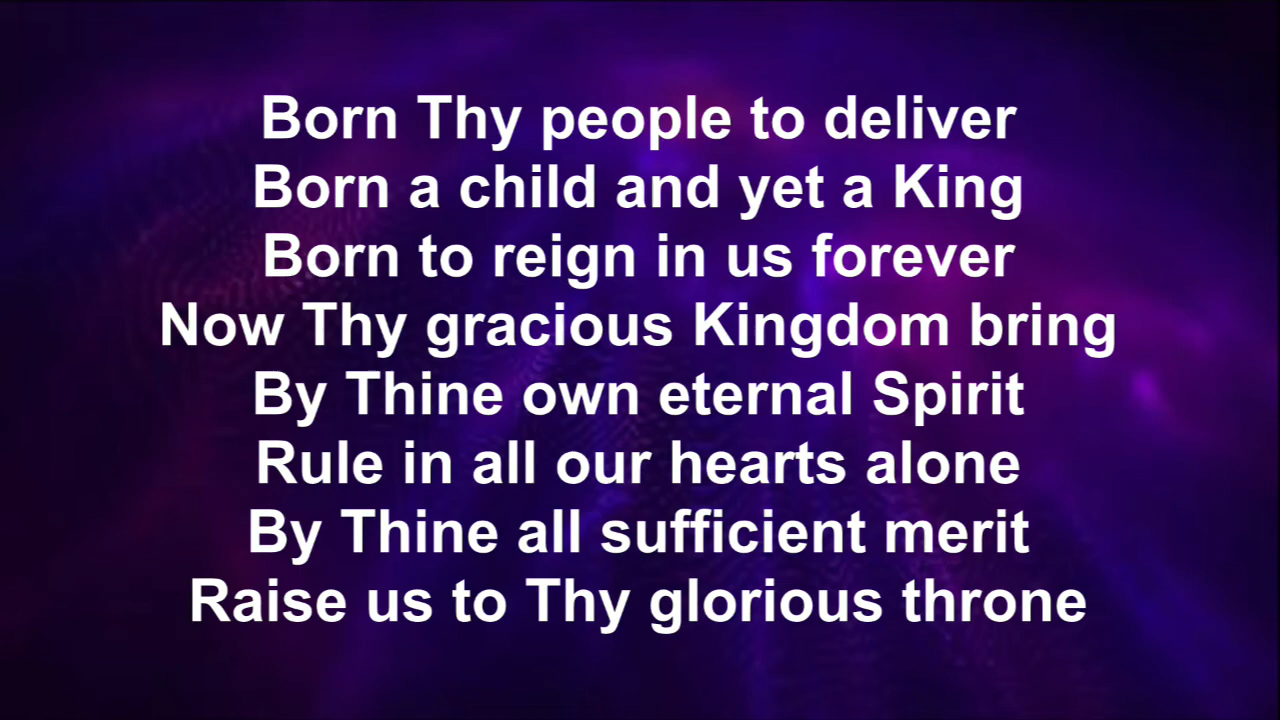 Born Thy people to deliver
Born a child and yet a King
Born to reign in us forever
Now Thy gracious Kingdom bring
By Thine own eternal Spirit
Rule in all our hearts alone
By Thine all sufficient merit
Raise us to Thy glorious throne